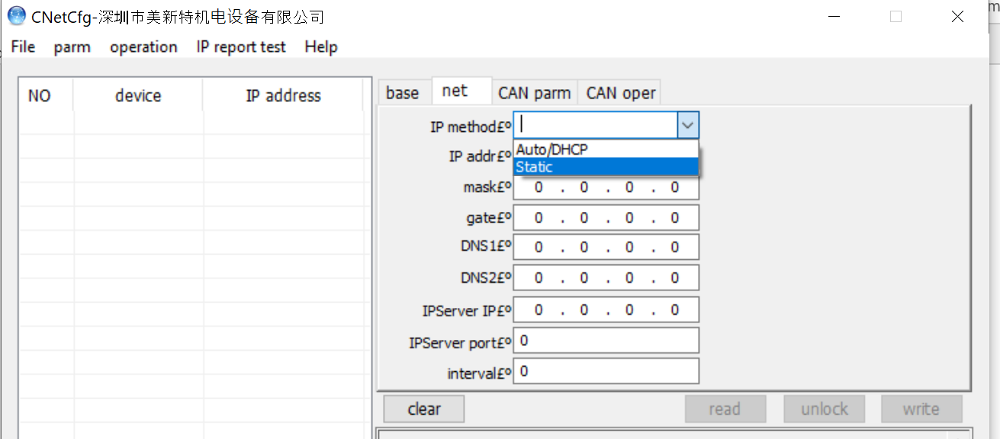 CNetCfg-深圳市美新特机电设备有限公司
File parm operation IP report test Help
NO device IP address
base net CAN parm CAN oper
IP method£º
Auto/DHCP
IP addr£º
Static
mask£º 0 . 0 . 0 . 0
gate£º 0 . 0 . 0 . 0
DNS1£º 0 . 0 . 0 . 0
DNS2£º 0 . 0 . 0 . 0
IPServer IP£º 0 . 0 . 0 . 0
IPServer port£º 0
interval£º 0
clear read unlock write